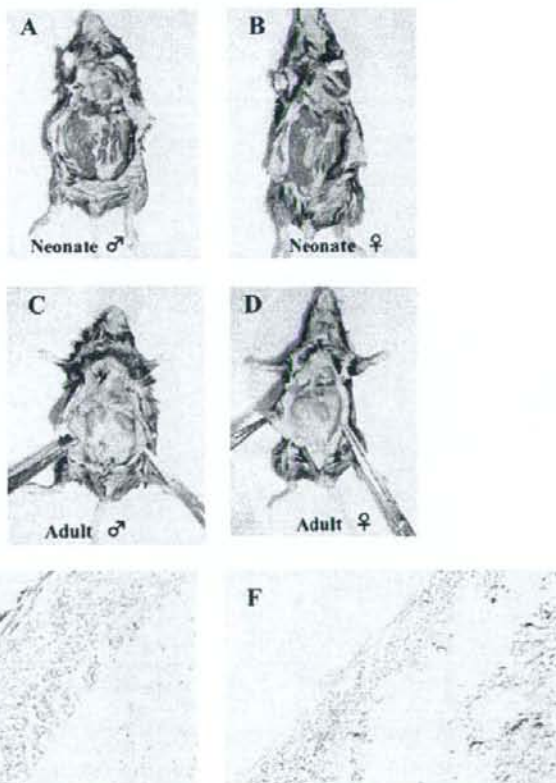 A
B
Neonate ♂
Neonate ♀
C
D
Adult ♂
Adult ♀
F